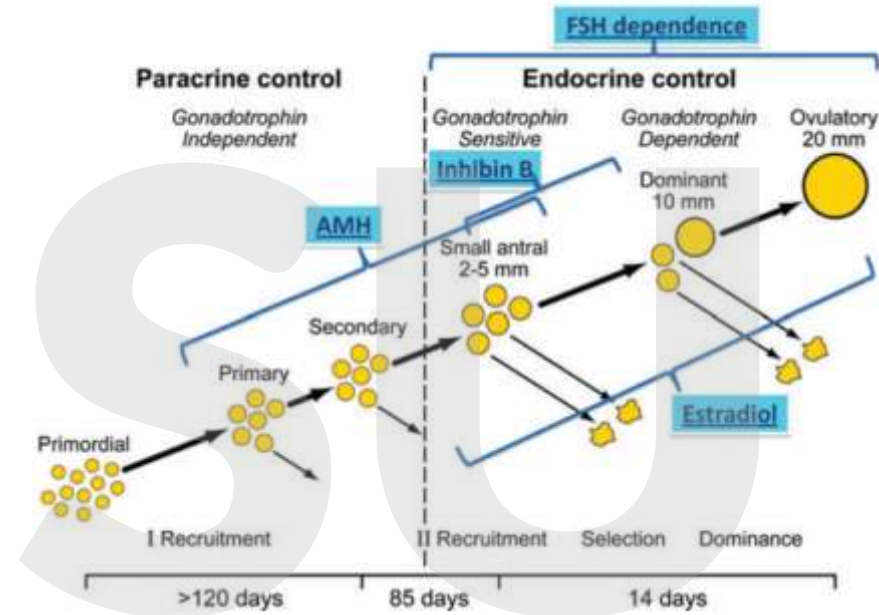 FSH dependence
Paracrine control
Endocrine control
Gonadotrophin
Independent
Gonadotrophin
Sensitive
Gonadotrophin
Dependent
Ovulatory
20 mm
Inhibin B
Dominant
10 mm
AMH
Small antral
2-5 mm
Secondary
Primary
Estradiol
Primordial
I Recruitment
II Recruitment
Selection
Dominance
>120 days
85 days
14 days
SU